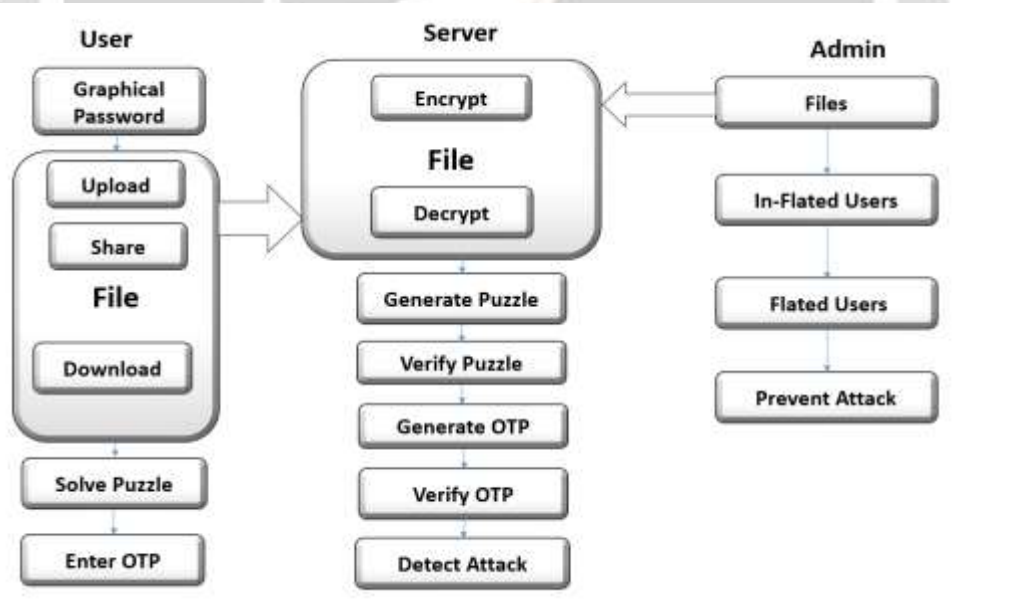 User
Graphical
Password
Upload
Share
File
Download
Solve Puzzle
Enter OTP
Server
Encrypt
File
Decrypt
Generate Puzzle
Verify Puzzle
Generate OTP
Verify OTP
Detect Attack
Admin
Files
In-Flated Users
Flated Users
Prevent Attack